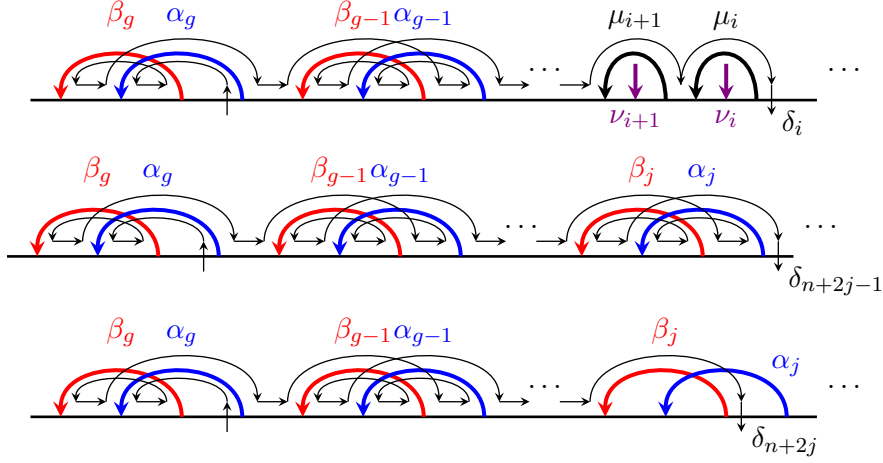 β_g α_g β_{g−1} α_{g−1} μ_{i+1} μ_i
··· ···
ν_{i+1} ν_i δ_i
β_g α_g β_{g−1} α_{g−1} β_j α_j
··· ···
δ_{n+2j−1}
β_g α_g β_{g−1} α_{g−1} β_j
α_j
··· ···
δ_{n+2j}